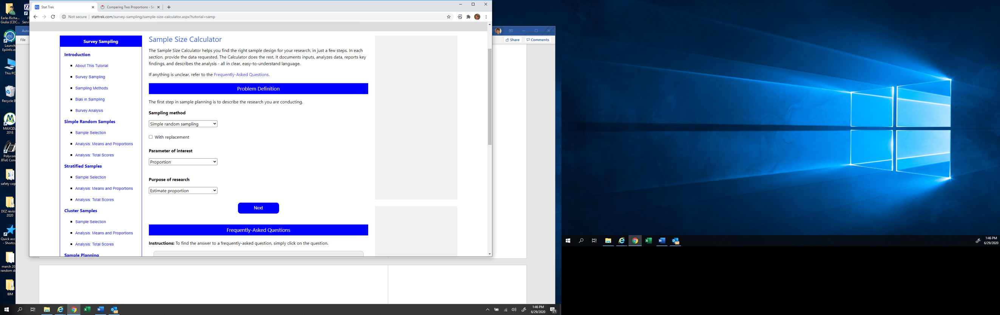 Stat Trek
Comparing Two Proportions - Sa
Not secure
stattrek.com/survey-sampling/sample-size-calculator.aspx?tutorial=samp
Auto
File
Share
Comments
Earle-Richa...
Giulia (CDC...
IT
Servi
Launch
EpiInfo.ex
This PC
Recycle B
MAXQDA
2018
Polycom
BToE Con
safety cop
DEZ revisi
2020
Quick acc
- Shortcu
march 20
random d
IBM
Survey Sampling
Introduction
About This Tutorial
Survey Sampling
Sampling Methods
Bias in Sampling
Survey Analysis
Simple Random Samples
Sample Selection
Analysis: Means and Proportions
Analysis: Total Scores
Stratified Samples
Sample Selection
Analysis: Means and Proportions
Analysis: Total Scores
Cluster Samples
Sample Selection
Analysis: Means and Proportions
Analysis: Total Scores
Sample Planning
Sample Size Calculator
The Sample Size Calculator helps you find the right sample design for your research, in just a few steps. In each
section, provide the data requested. The Calculator does the rest. It documents inputs, analyzes data, reports key
findings, and describes the analysis - all in clear, easy-to-understand language.
If anything is unclear, refer to the Frequently-Asked Questions.
Problem Definition
The first step in sample planning is to describe the research you are conducting.
Sampling method
Simple random sampling
With replacement
Parameter of interest
Proportion
Purpose of research
Estimate proportion
Next
Frequently-Asked Questions
Instructions: To find the answer to a frequently-asked question, simply click on the question.
1:46 PM
6/29/2020
21
1:46 PM
6/29/2020